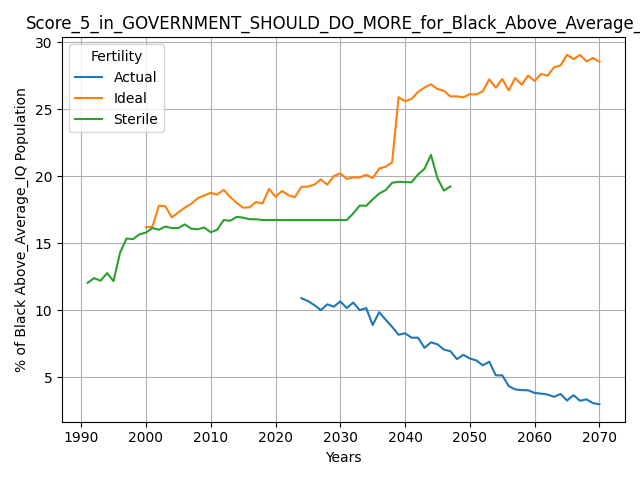 Score_5_in_GOVERNMENT_SHOULD_DO_MORE_for_Black_Above_Average_
30
25
20
15
10
5
% of Black Above_Average_IQ Population
Fertility
Actual
Ideal
Sterile
1990 2000 2010 2020 2030 2040 2050 2060 2070
Years